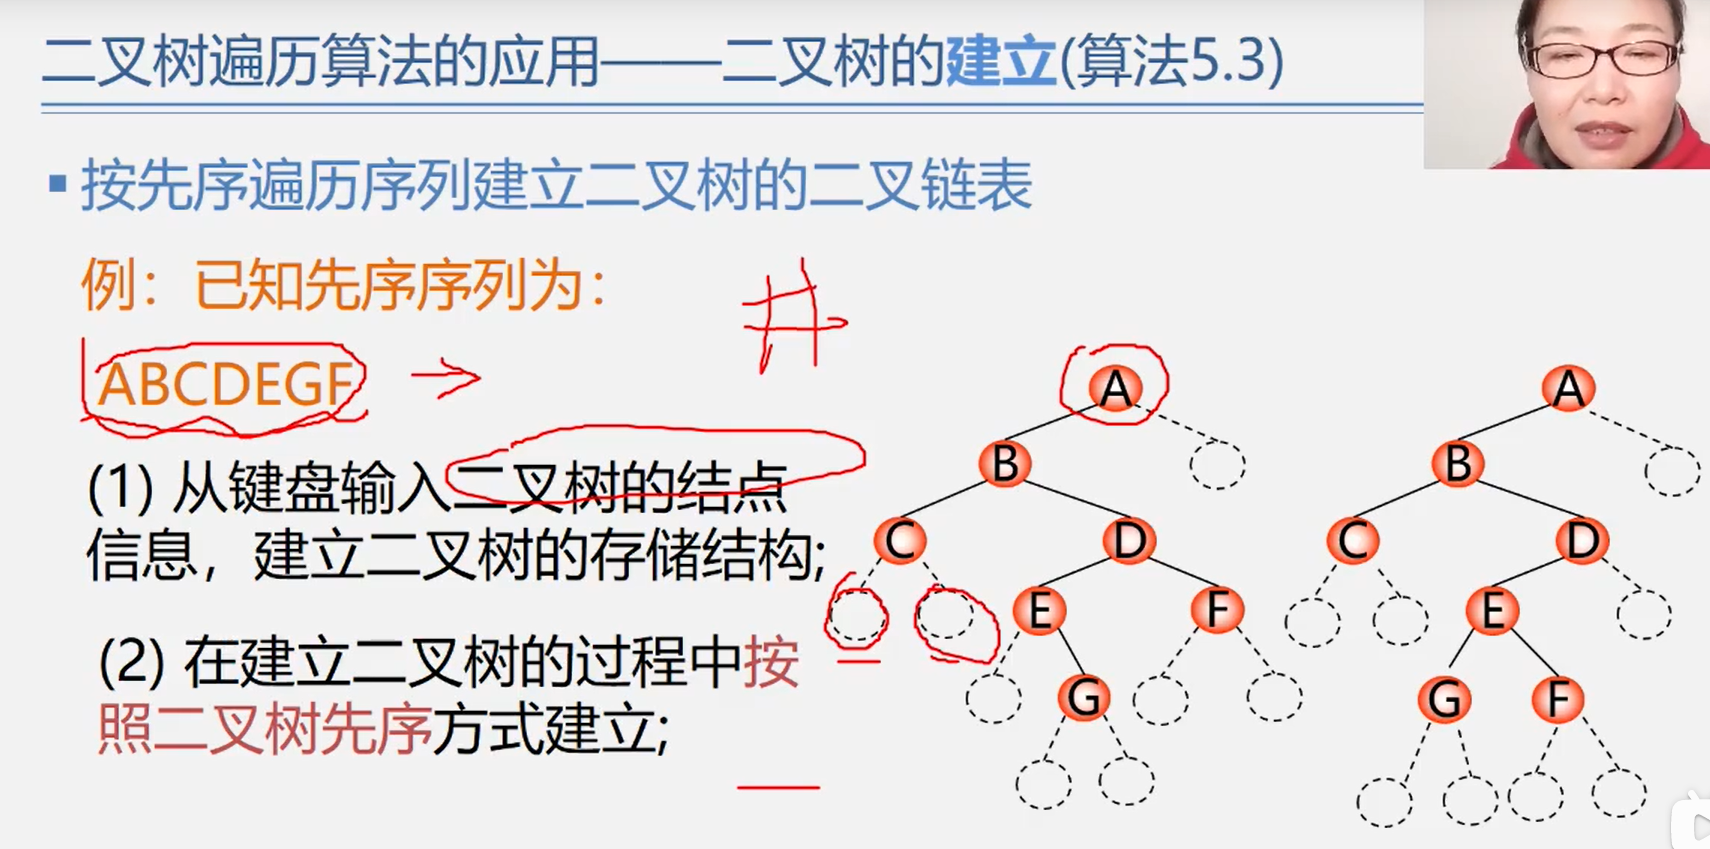 二叉树遍历算法的应用——二叉树的建立(算法5.3)
▪按先序遍历序列建立二叉树的二叉链表
例：已知先序序列为：
#
ABCDEGF
(1) 从键盘输入二叉树的结点
信息，建立二叉树的存储结构;
(2) 在建立二叉树的过程中按
照二叉树先序方式建立;
A
B
C D
E F
G
A
B
C D
E
G F